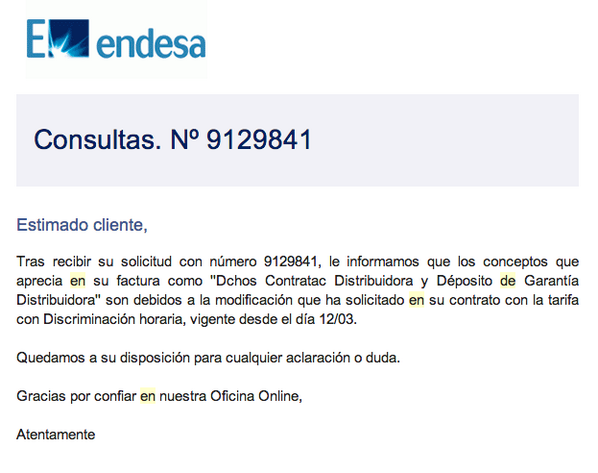 E endesa
Consultas. Nº 9129841
Estimado cliente,
Tras recibir su solicitud con número 9129841, le informamos que los conceptos que
aprecia en su factura como "Dchos Contratac Distribuidora y Déposito de Garantía
Distribuidora" son debidos a la modificación que ha solicitado en su contrato con la tarifa
con Discriminación horaria, vigente desde el día 12/03.
Quedamos a su disposición para cualquier aclaración o duda.
Gracias por confiar en nuestra Oficina Online,
Atentamente